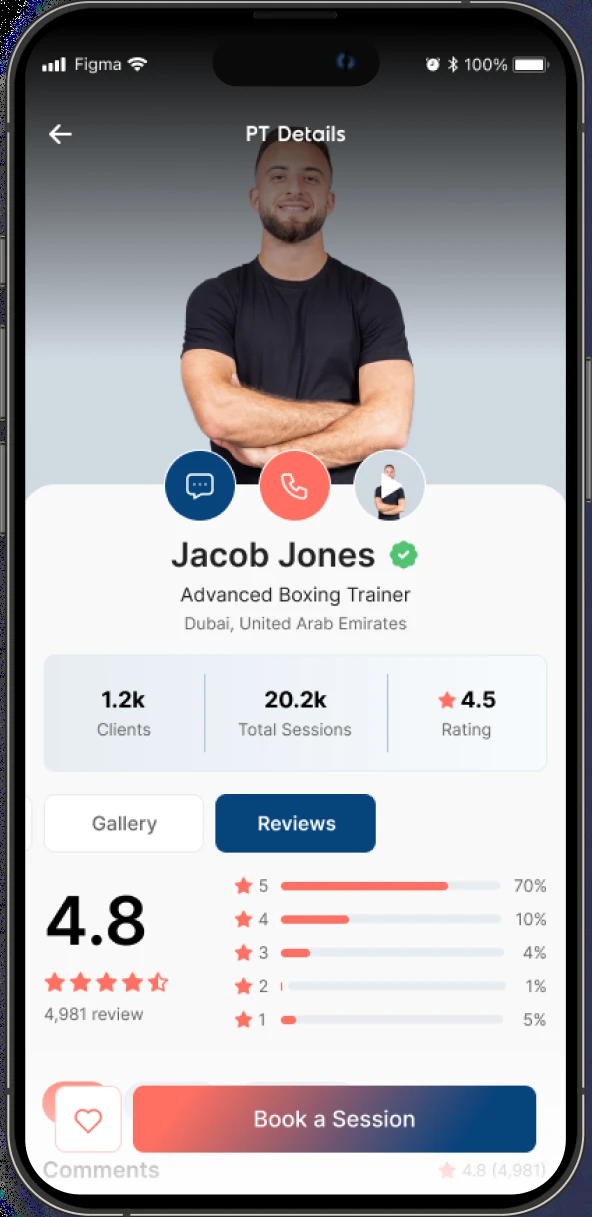 Figma 100%
PT Details
Jacob Jones
Advanced Boxing Trainer
Dubai, United Arab Emirates
1.2k 20.2k 4.5
Clients Total Sessions Rating
Gallery Reviews
5 70%
4 10%
4.8
3 4%
2 1%
4,981 review
1 5%
Book a Session
Comments 4.8 (4,981)